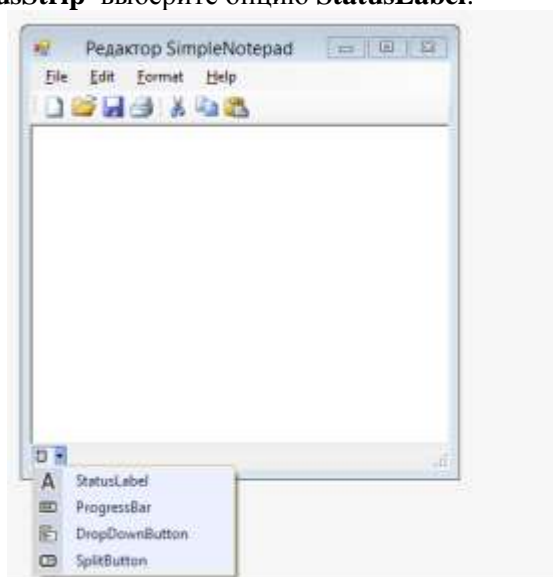 usStrip выберите опцию StatusLabel.
Редактор SimpleNotepad
File Edit Format Help
StatusLabel
ProgressBar
DropDownButton
SplitButton